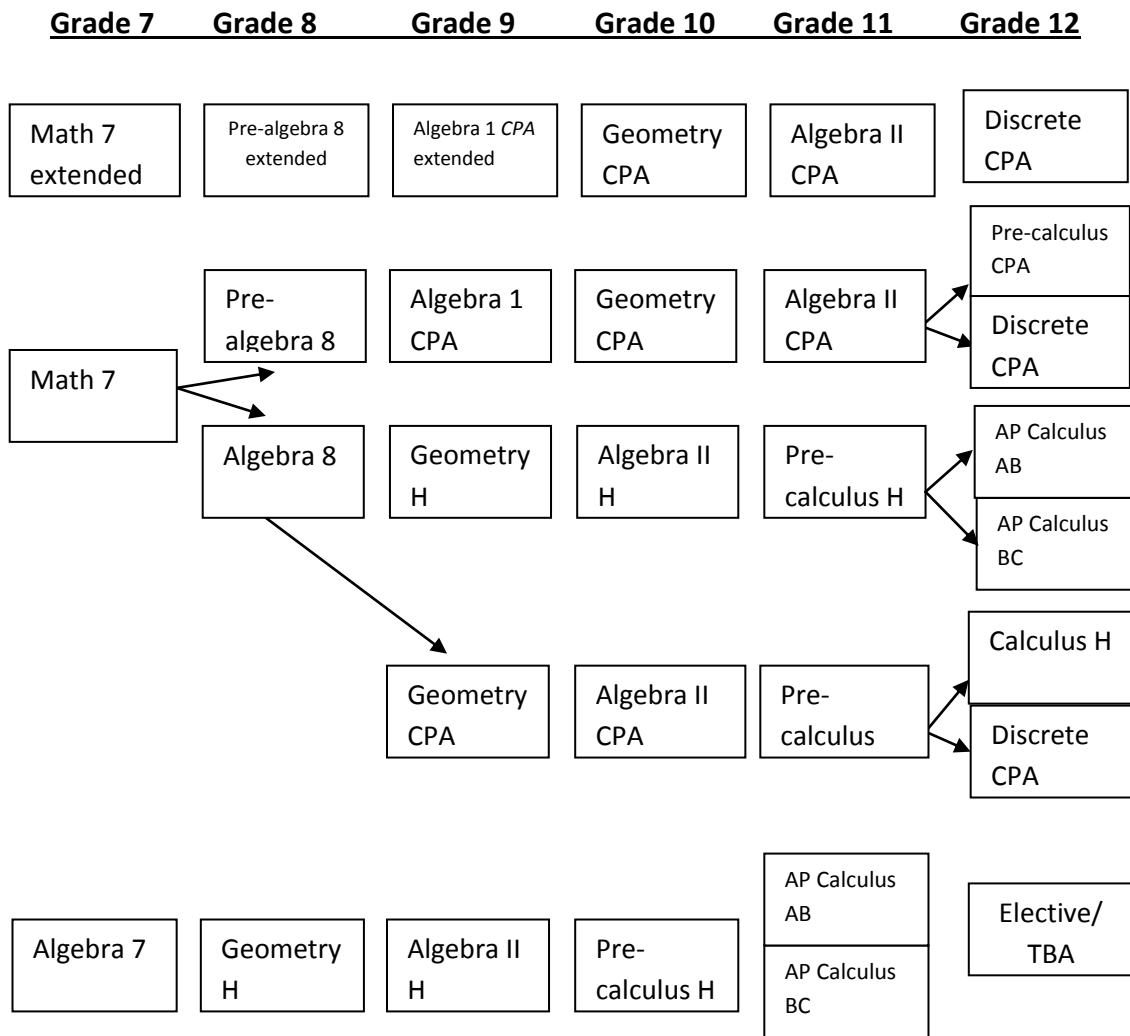 Grade 7 Grade 8 Grade 9 Grade 10 Grade 11 Grade 12
Math 7
extended
Pre-algebra 8
extended
Algebra 1 CPA
extended
Geometry
CPA
Algebra II
CPA
Discrete
CPA
Math 7
Pre-
algebra 8
Algebra 1
CPA
Geometry
CPA
Algebra II
CPA
Pre-calculus
CPA
Discrete
CPA
Algebra 8
Geometry
H
Algebra II
H
Pre-
calculus H
AP Calculus
AB
AP Calculus
BC
Geometry
CPA
Algebra II
CPA
Pre-
calculus
Calculus H
Discrete
CPA
Algebra 7
Geometry
H
Algebra II
H
Pre-
calculus H
AP Calculus
AB
AP Calculus
BC
Elective/
TBA